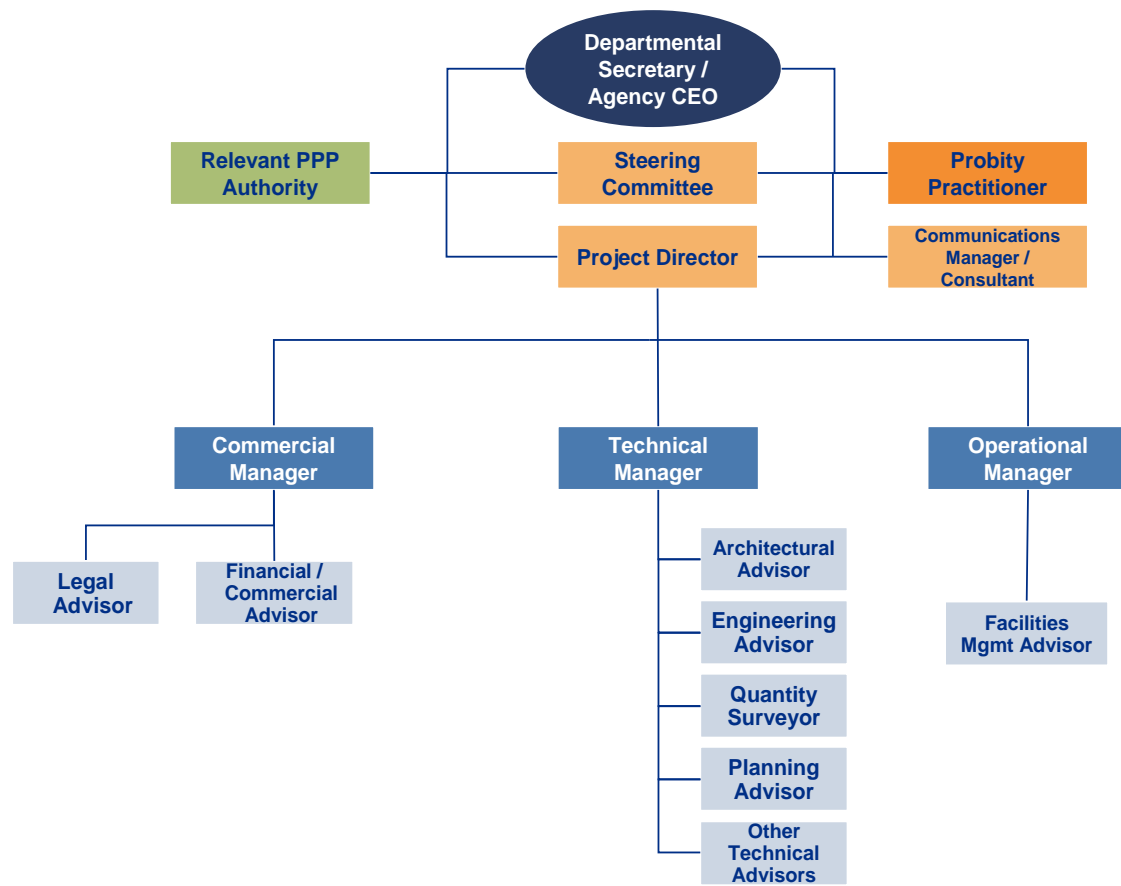 Departmental
Secretary /
Agency CEO
Relevant PPP
Authority
Steering
Committee
Probity
Practitioner
Project Director
Communications
Manager /
Consultant
Commercial
Manager
Technical
Manager
Operational
Manager
Legal
Advisor
Financial /
Commercial
Advisor
Architectural
Advisor
Engineering
Advisor
Quantity
Surveyor
Planning
Advisor
Other
Technical
Advisors
Facilities
Mgmt Advisor